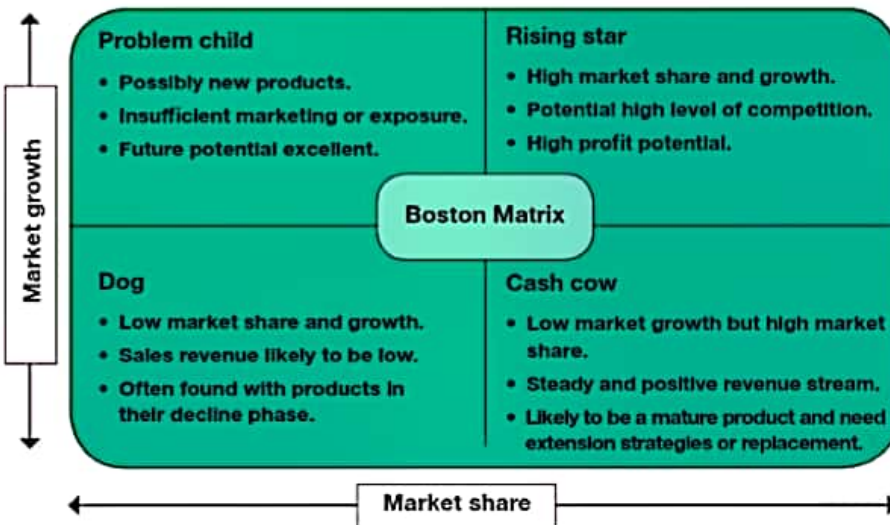 Problem child
• Possibly new products.
• Insufficient marketing or exposure.
• Future potential excellent.
Rising star
• High market share and growth.
• Potential high level of competition.
• High profit potential.
Market growth
Boston Matrix
Dog
• Low market share and growth.
• Sales revenue likely to be low.
• Often found with products in
their decline phase.
Cash cow
• Low market growth but high market
share.
• Steady and positive revenue stream.
• Likely to be a mature product and need
extension strategies or replacement.
Market share